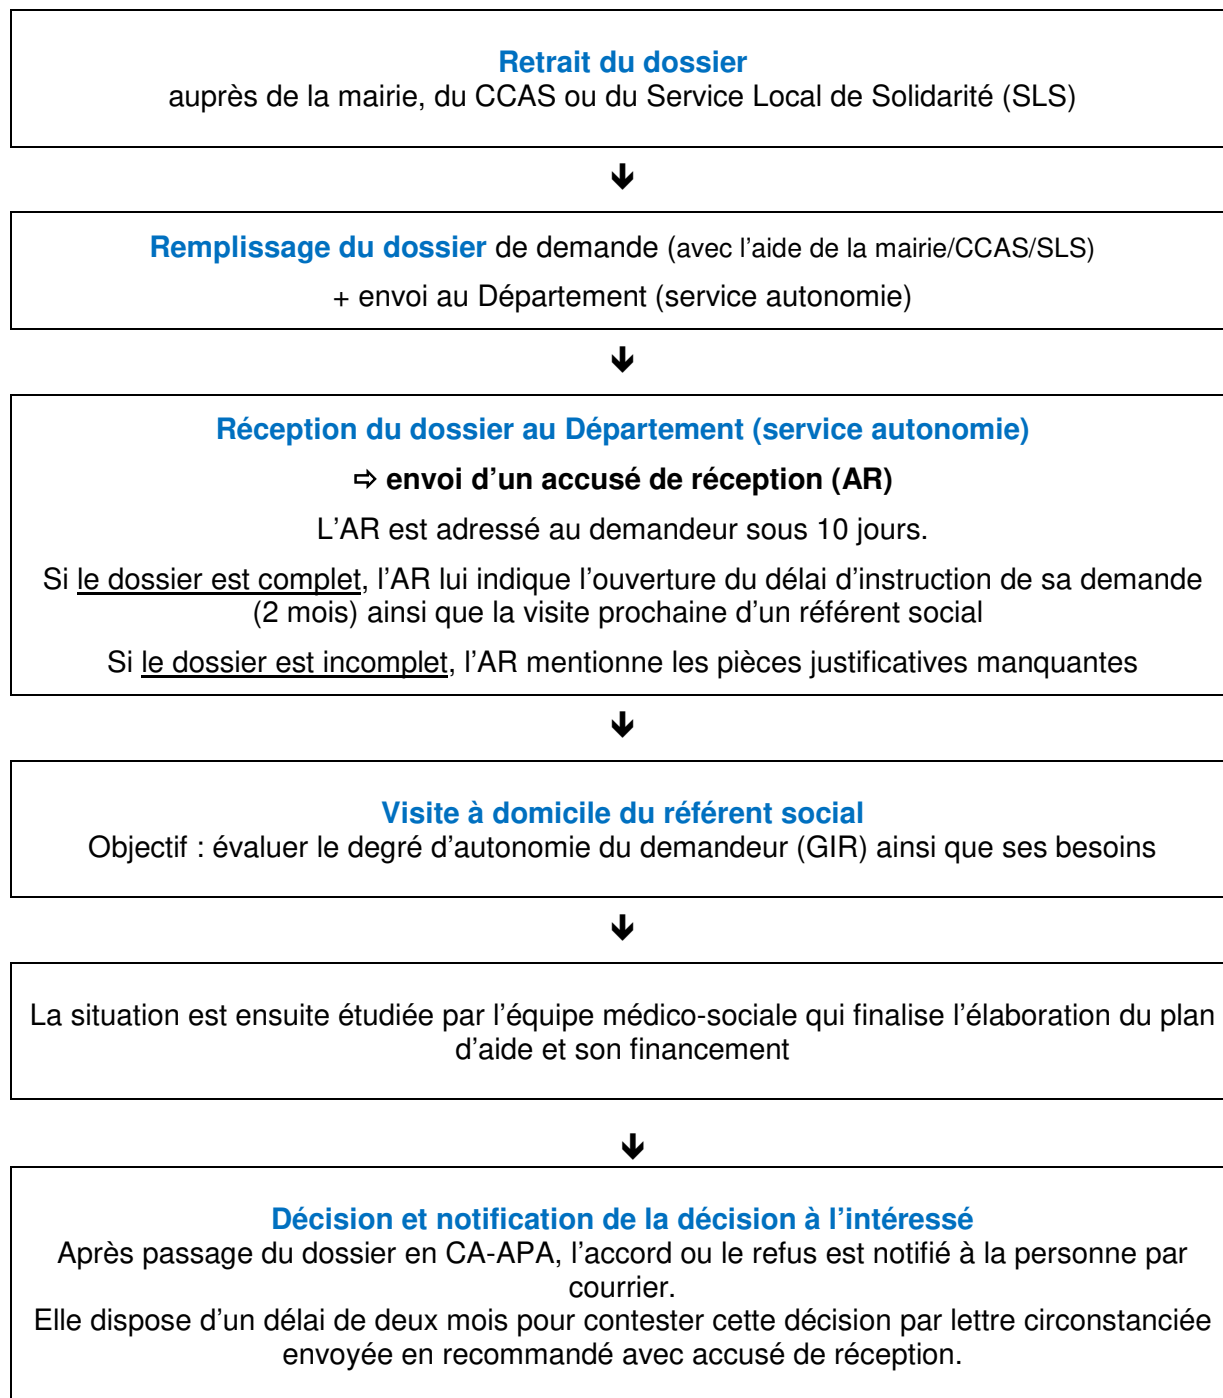 Retrait du dossier
auprès de la mairie, du CCAS ou du Service Local de Solidarité (SLS)
🡻
Remplissage du dossier de demande (avec l’aide de la mairie/CCAS/SLS)
+ envoi au Département (service autonomie)
🡻
Réception du dossier au Département (service autonomie)
⇨ envoi d’un accusé de réception (AR)
L’AR est adressé au demandeur sous 10 jours.
Si le dossier est complet, l’AR lui indique l’ouverture du délai d’instruction de sa demande
(2 mois) ainsi que la visite prochaine d’un référent social
Si le dossier est incomplet, l’AR mentionne les pièces justificatives manquantes
🡻
Visite à domicile du référent social
Objectif : évaluer le degré d’autonomie du demandeur (GIR) ainsi que ses besoins
🡻
La situation est ensuite étudiée par l’équipe médico-sociale qui finalise l’élaboration du plan
d’aide et son financement
🡻
Décision et notification de la décision à l’intéressé
Après passage du dossier en CA-APA, l’accord ou le refus est notifié à la personne par
courrier.
Elle dispose d’un délai de deux mois pour contester cette décision par lettre circonstanciée
envoyée en recommandé avec accusé de réception.